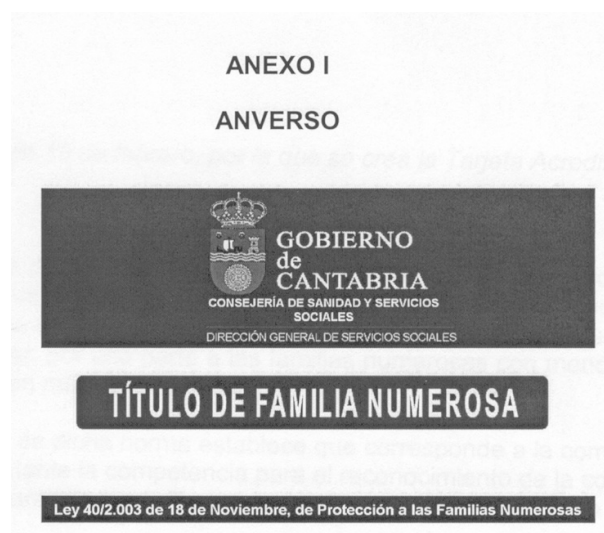 ANEXO I
ANVERSO
GOBIERNO
de
CANTABRIA
CONSEJERÍA DE SANIDAD Y SERVICIOS
SOCIALES
DIRECCIÓN GENERAL DE SERVICIOS SOCIALES
TÍTULO DE FAMILIA NUMEROSA
Ley 40/2.003 de 18 de Noviembre, de Protección a las Familias Numerosas